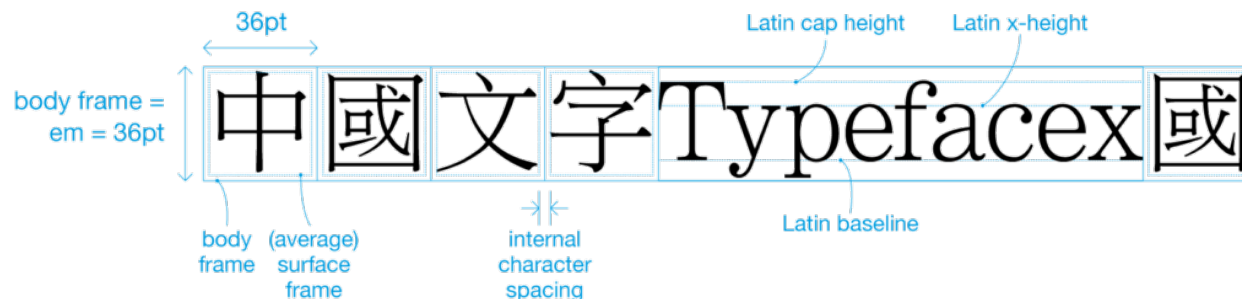 36pt
Latin cap height
Latin x-height
body frame =
em = 36pt
中國文字Typefacex國
body
frame
(average)
surface
frame
internal
character
spacing
Latin baseline